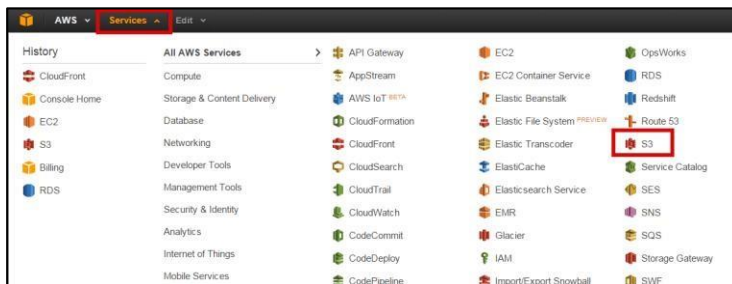 AWS Services Edit
History
CloudFront
Console Home
EC2
S3
Billing
RDS
All AWS Services
Compute
Storage & Content Delivery
Database
Networking
Developer Tools
Management Tools
Security & Identity
Analytics
Internet of Things
Mobile Services
API Gateway
AppStream
AWS IoT BETA
CloudFormation
CloudFront
CloudSearch
CloudTrail
CloudWatch
CodeCommit
CodeDeploy
CodePipeline
EC2
EC2 Container Service
Elastic Beanstalk
Elastic File System PREVIEW
Elastic Transcoder
ElastiCache
Elasticsearch Service
EMR
Glacier
IAM
Import/Export Snowball
OpsWorks
RDS
Redshift
Route 53
S3
Service Catalog
SES
SNS
SQS
Storage Gateway
SWF